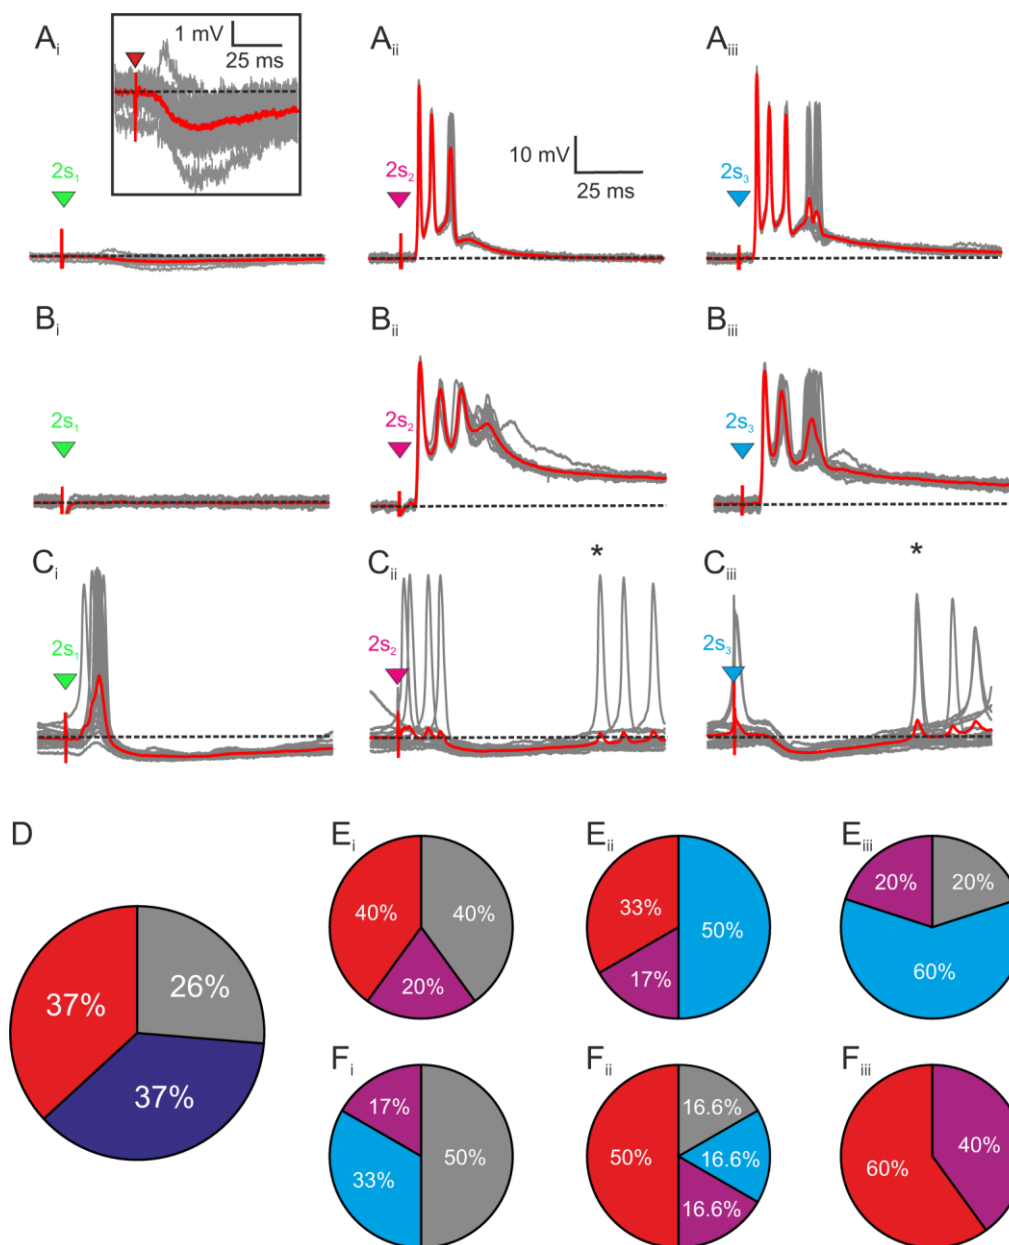 Ai
1 mV
25 ms
2s1
Aii
2s2
10 mV
25 ms
Aiii
2s3
Bi
2s1
Bii
2s2
Biii
2s3
Ci
2s1
Cii
2s2
*
Ciii
2s3
*
D
37%
26%
37%
Ei
40%
40%
20%
Eii
33%
50%
17%
Eiii
20%
20%
60%
Fi
17%
33%
50%
Fii
50%
16.6%
16.6%
16.6%
Fiii
60%
40%